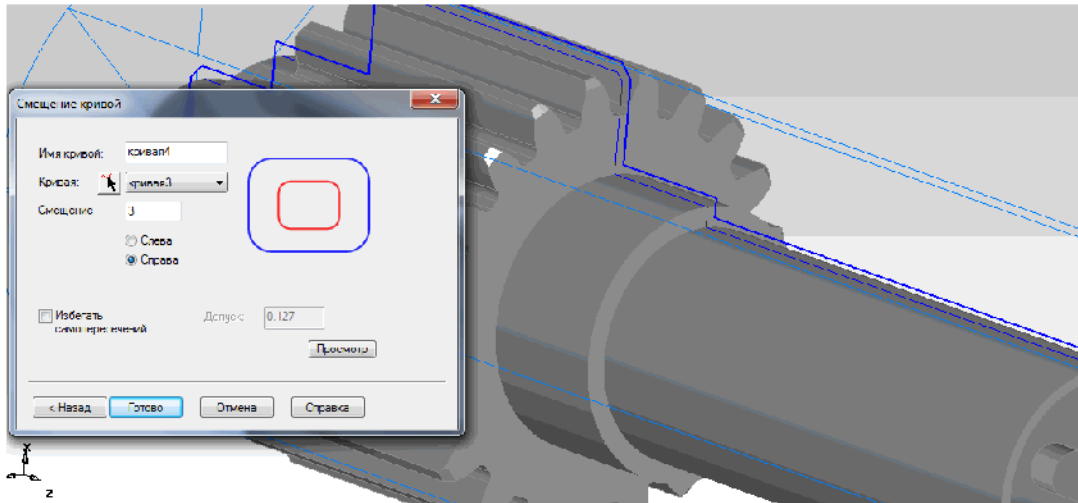 Смещение кривой
Имя кривой: кривая4
Кривая: кривая3
Смещение 3
Слева
Справа
Избегать самопересечений
Допуск: 0.127
Просмотр
< Назад Готово Отмена Справка
x
z